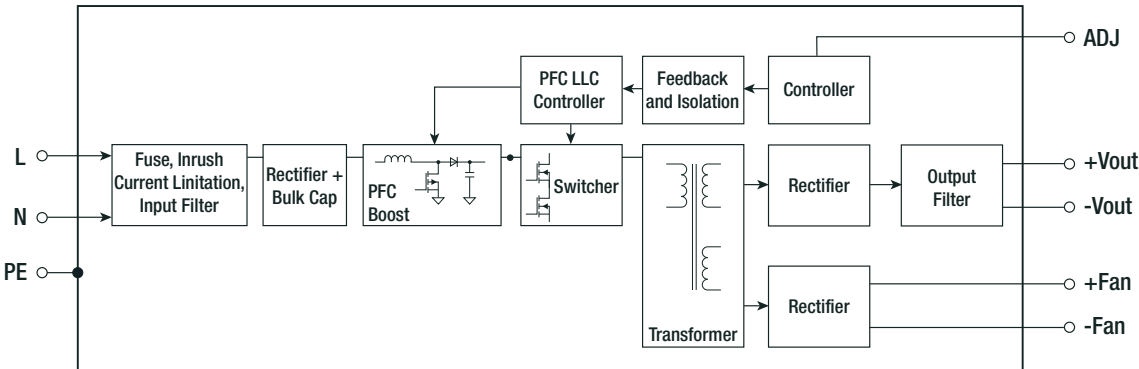 ADJ
PFC LLC
Controller
Feedback
and Isolation
Controller
L
N
PE
Fuse, Inrush
Current Linitation,
Input Filter
Rectifier +
Bulk Cap
PFC
Boost
Switcher
Transformer
Rectifier
Output
Filter
+Vout
-Vout
Rectifier
+Fan
-Fan